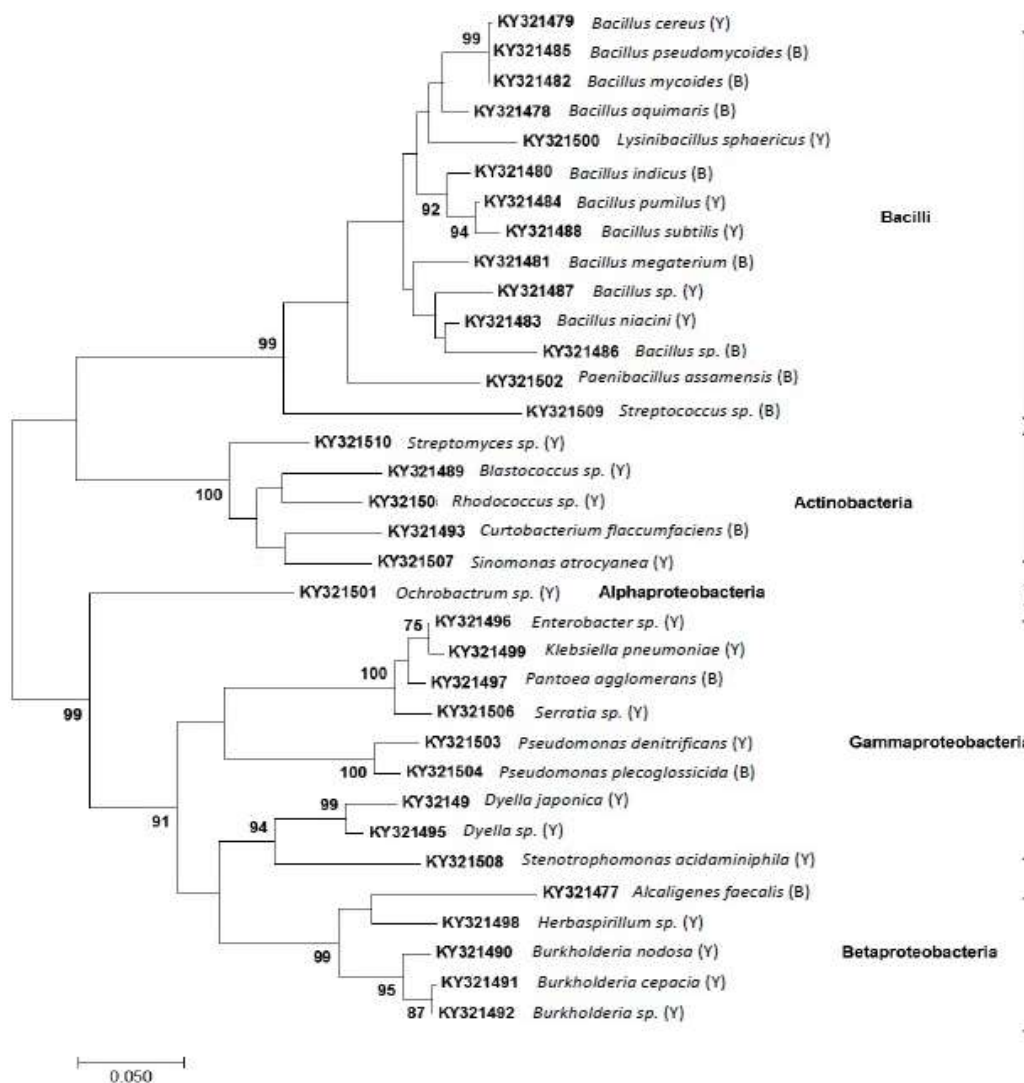 KY321479 Bacillus cereus (Y)
99
KY321485 Bacillus pseudomycoides (B)
KY321482 Bacillus mycoides (B)
KY321478 Bacillus aquimaris (B)
KY321500 Lysinibacillus sphaericus (Y)
KY321480 Bacillus indicus (B)
92
KY321484 Bacillus pumilus (Y)
Bacilli
94
KY321488 Bacillus subtilis (Y)
KY321481 Bacillus megaterium (B)
KY321487 Bacillus sp. (Y)
KY321483 Bacillus niacini (Y)
99
KY321486 Bacillus sp. (B)
KY321502 Paenibacillus assamensis (B)
KY321509 Streptococcus sp. (B)
KY321510 Streptomyces sp. (Y)
KY321489 Blastococcus sp. (Y)
100
KY32150 Rhodococcus sp. (Y)
Actinobacteria
KY321493 Curtobacterium flaccumfaciens (B)
KY321507 Sinomonas atrocyanea (Y)
KY321501 Ochrobactrum sp. (Y) Alphaproteobacteria
75
KY321496 Enterobacter sp. (Y)
KY321499 Klebsiella pneumoniae (Y)
100
KY321497 Pantoea agglomerans (B)
KY321506 Serratia sp. (Y)
99
KY321503 Pseudomonas denitrificans (Y)
Gammaproteobacteria
100
KY321504 Pseudomonas plecoglossicida (B)
99
KY32149 Dyella japonica (Y)
91
94
KY321495 Dyella sp. (Y)
KY321508 Stenotrophomonas acidaminiphila (Y)
KY321477 Alcaligenes faecalis (B)
KY321498 Herbaspirillum sp. (Y)
99
KY321490 Burkholderia nodosa (Y)
Betaproteobacteria
95
KY321491 Burkholderia cepacia (Y)
87
KY321492 Burkholderia sp. (Y)
0.050